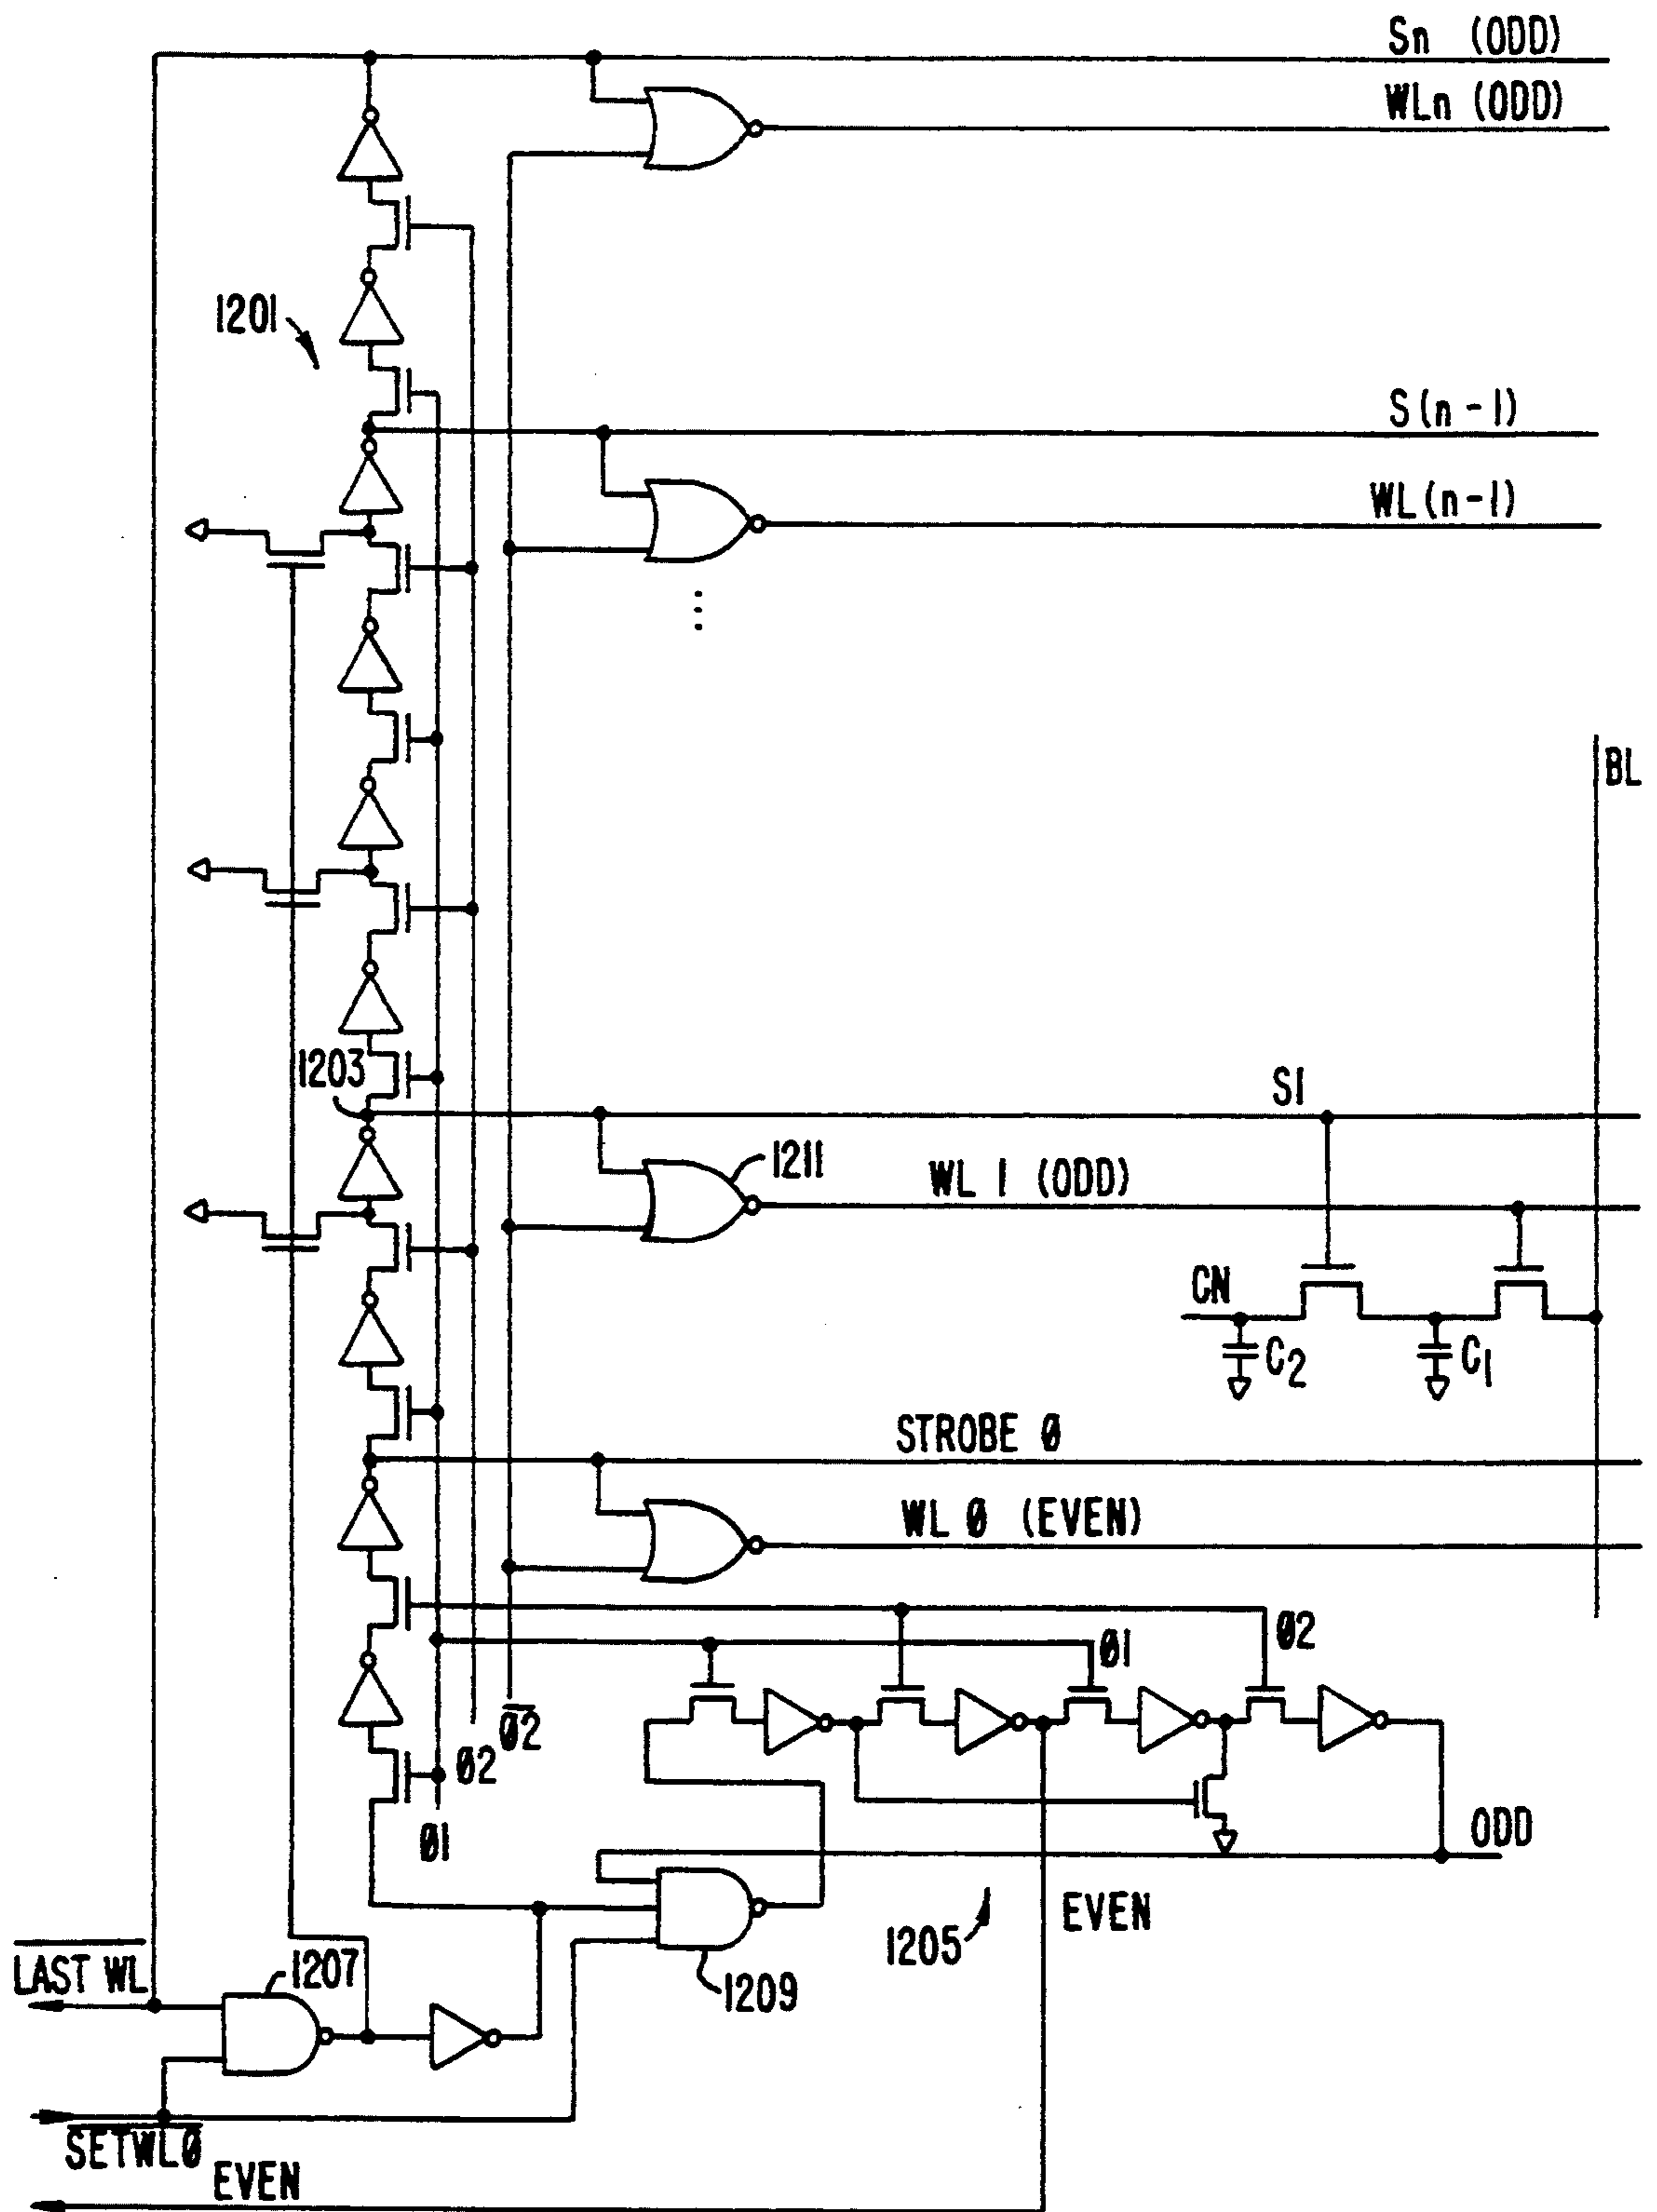 Sn (ODD)
WLn (ODD)
1201
S(n-1)
WL(n-1)
...
BL
1203
S1
1211
WL 1 (ODD)
CN
C2
C1
STROBE Ø
WL Ø (EVEN)
Ø2
Ø1
Ø2
Ø2
Ø1
ODD
EVEN
1205
LAST WL
1207
1209
SETWLØ
EVEN